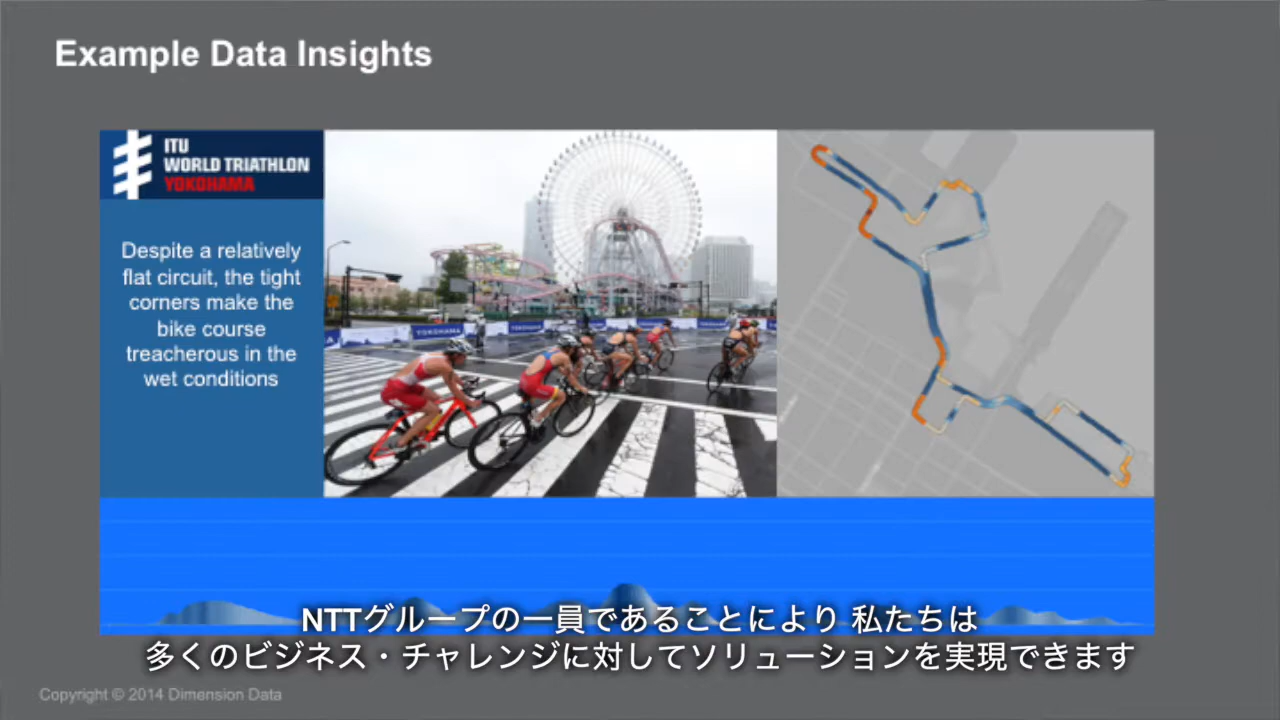 Example Data Insights
ITU
WORLD TRIATHLON
YOKOHAMA
Despite a relatively
flat circuit, the tight
corners make the
bike course
treacherous in the
wet conditions
YOKOHAMA
YOKOHAMA
YOKOHAMA
NTTグループの一員であることにより 私たちは
多くのビジネス・チャレンジに対してソリューションを実現できます
Copyright © 2014 Dimension Data